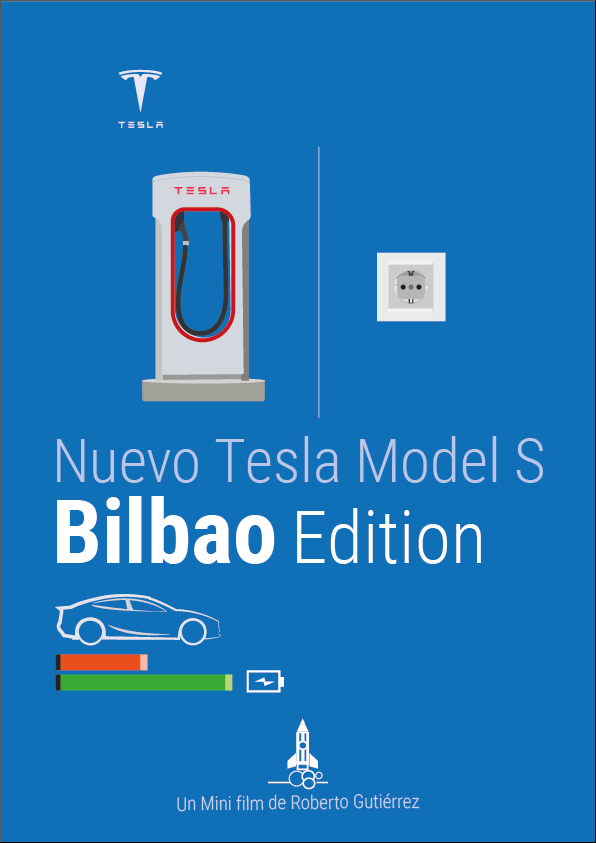 TESLA
TESLA
Nuevo Tesla Model S
Bilbao Edition
Un Mini film de Roberto Gutiérrez